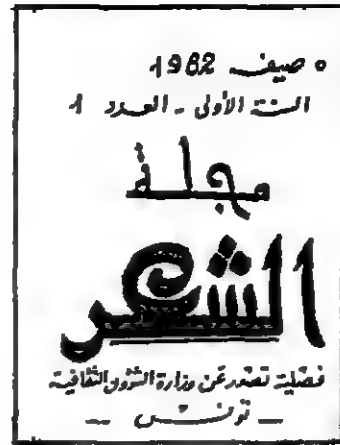 صيف 1982
السنة الأولى - العدد 1
مجلة
الشعر
فصلية تصدر عن وزارة الشؤون الثقافية
- تونس -